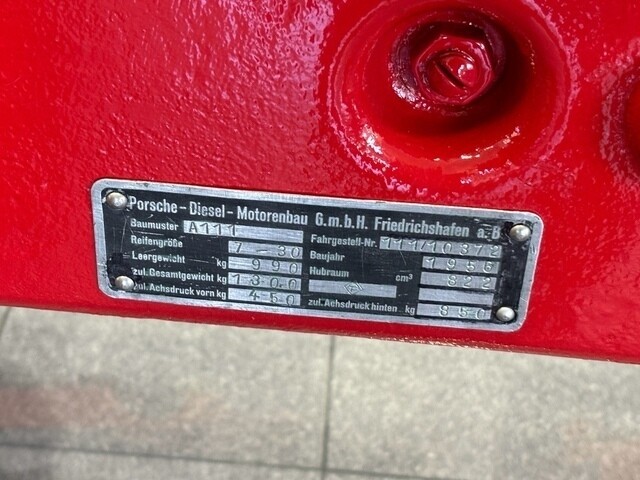 Porsche-Diesel-Motorenbau G.m.b.H. Friedrichshafen a.B
Baumuster A111 Fahrgestell-Nr. 111/10372
Reifengröße 7-30 Baujahr 1956
Leergewicht kg 990 Hubraum cm³ 822
zul. Gesamtgewicht kg 1300
zul. Achsdruck vorn kg 450 zul. Achsdruck hinten kg 850